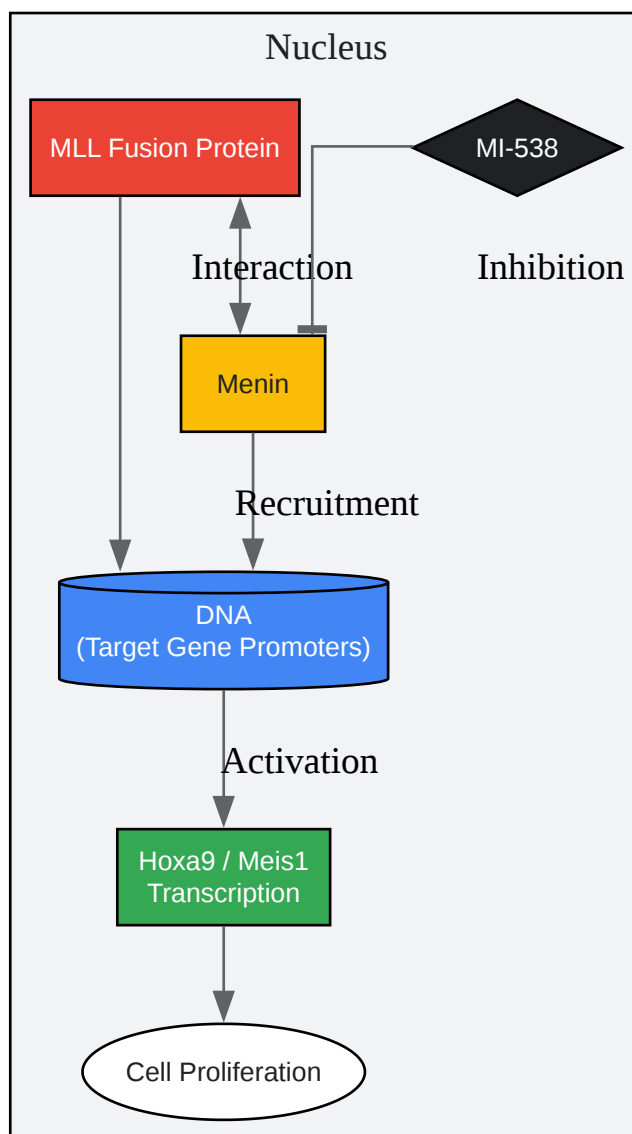 Nucleus
MLL Fusion Protein
MI-538
Interaction
Inhibition
Menin
Recruitment
DNA
(Target Gene Promoters)
Activation
Hoxa9 / Meis1
Transcription
Cell Proliferation